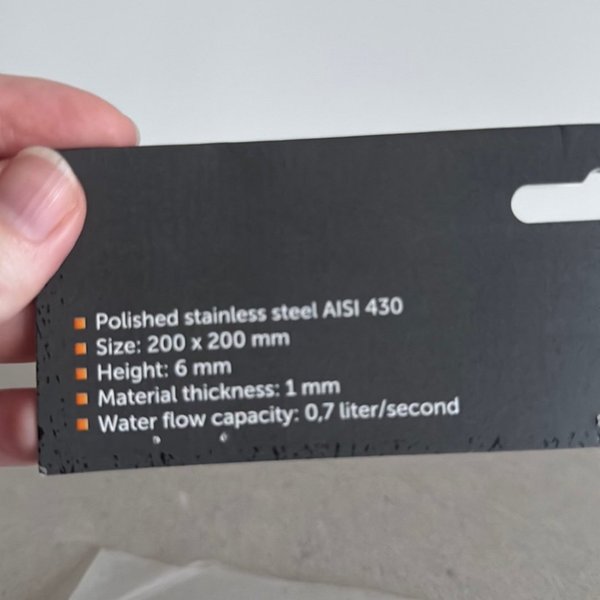 Polished stainless steel AISI 430
Size: 200 x 200 mm
Height: 6 mm
Material thickness: 1 mm
Water flow capacity: 0,7 liter/second